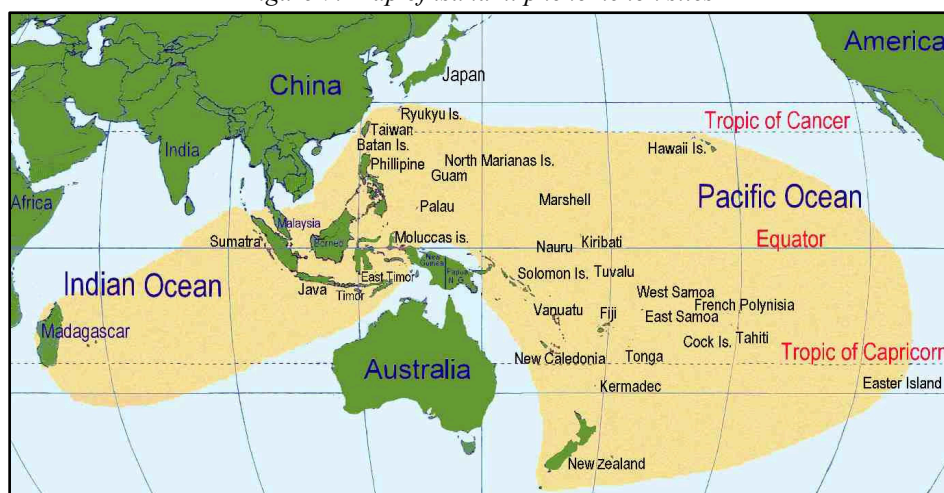 America
Japan
China
Ryukyu Is.
Tropic of Cancer
Taiwan
Batan Is.
Hawaii Is.
India
Phillipine
North Marianas Is.
Guam
Pacific Ocean
Africa
Marshell
Palau
Malaysia
Sumatra
Borneo
Moluccas is.
Nauru
Kiribati
Equator
New
Guinea
Papua
N.G
East Timor
Solomon Is.
Tuvalu
Indian Ocean
Java
Timor
West Samoa
French Polynisia
Vanuatu
Fiji
East Samoa
Madagascar
Cock Is.
Tahiti
New Caledonia
Tonga
Tropic of Capricorn
Australia
Kermadec
Easter Island
New Zealand